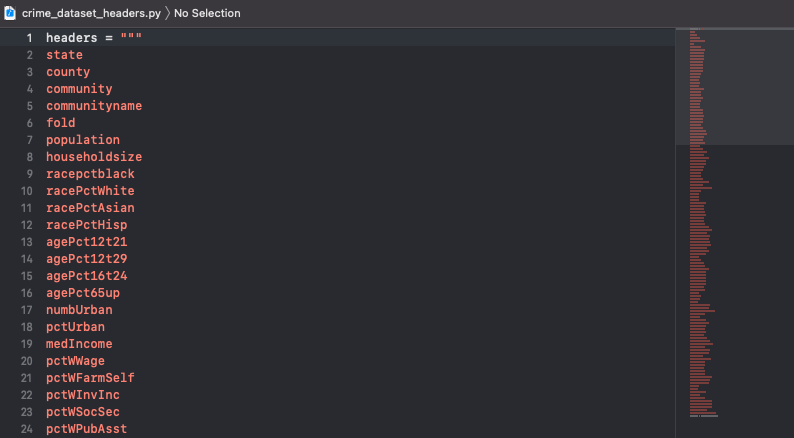 crime_dataset_headers.py 〉 No Selection
1 headers = """
2 state
3 county
4 community
5 communityname
6 fold
7 population
8 householdsize
9 racepctblack
10 racePctWhite
11 racePctAsian
12 racePctHisp
13 agePct12t21
14 agePct12t29
15 agePct16t24
16 agePct65up
17 numbUrban
18 pctUrban
19 medIncome
20 pctWWage
21 pctWFarmSelf
22 pctWInvInc
23 pctWSocSec
24 pctWPubAsst